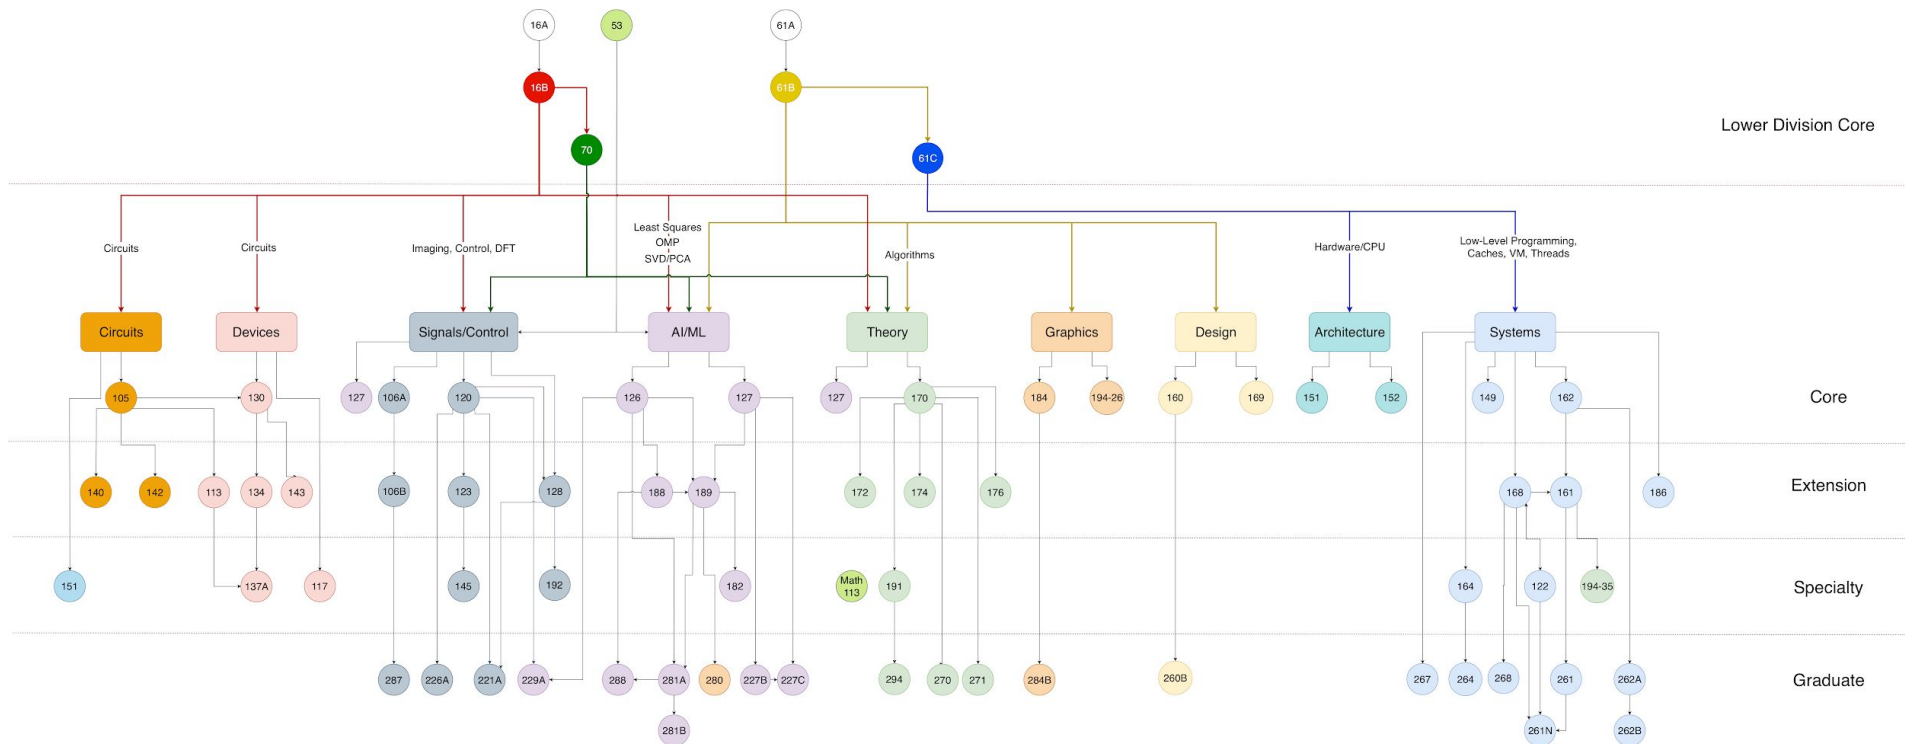 16A
53
61A
16B
61B
70
61C
Lower Division Core
Circuits
Circuits
Imaging, Control, DFT
Least Squares
OMP
SVD/PCA
Algorithms
Hardware/CPU
Low-Level Programming,
Caches, VM, Threads
Circuits
Devices
Signals/Control
AI/ML
Theory
Graphics
Design
Architecture
Systems
105
130
127
106A
120
126
127
127
170
184
194-26
160
169
151
152
149
162
Core
140
142
113
134
143
106B
123
128
188
189
172
174
176
168
161
186
Extension
151
137A
117
145
192
182
Math
113
191
164
122
194-35
Specialty
287
226A
221A
229A
288
281A
280
227B
227C
294
270
271
284B
260B
267
264
268
261
262A
Graduate
281B
261N
262B